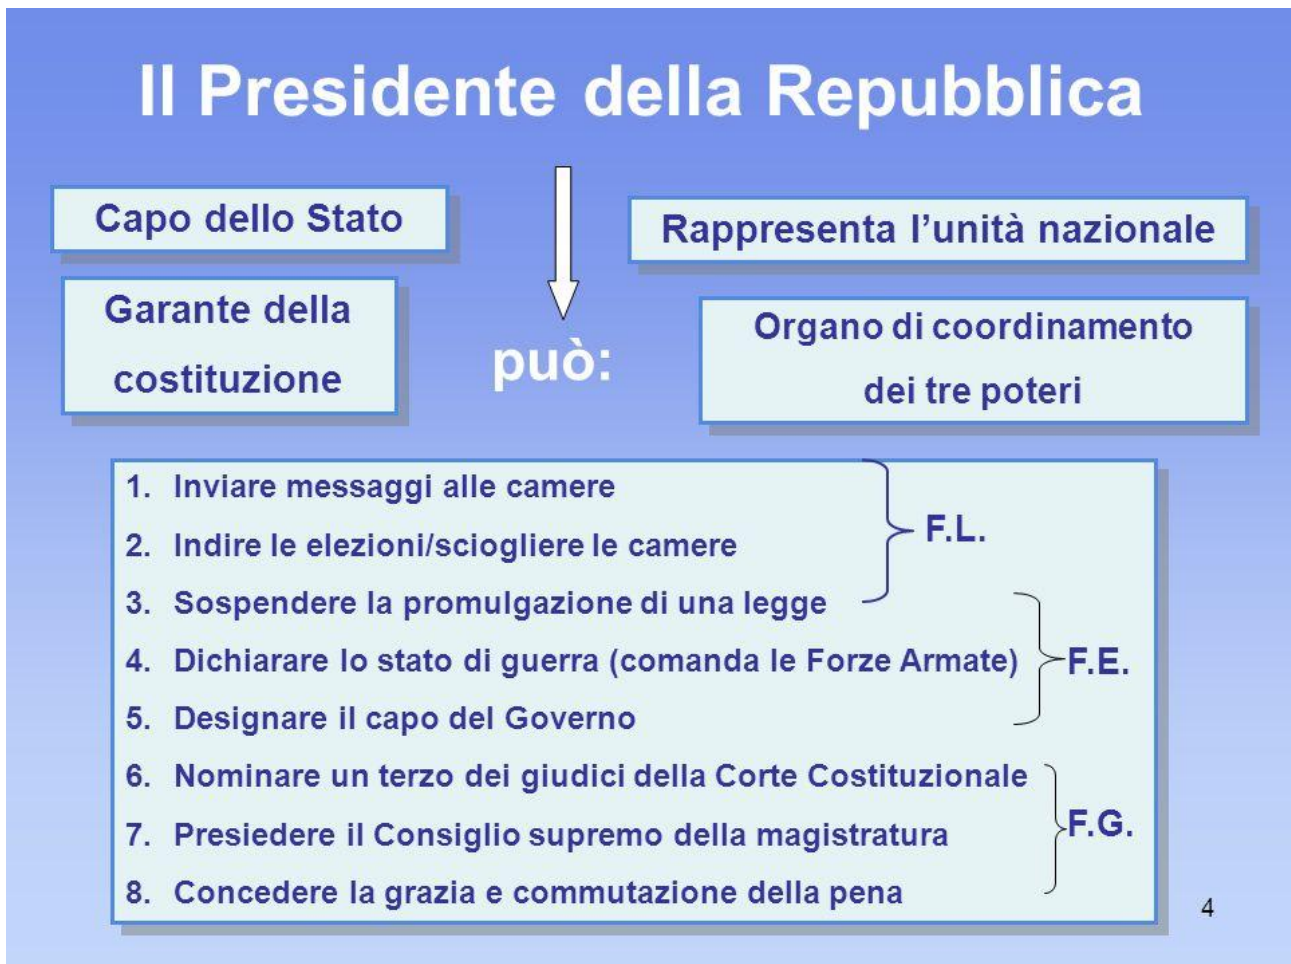 Il Presidente della Repubblica
Capo dello Stato
Rappresenta l’unità nazionale
Garante della
costituzione
può:
Organo di coordinamento
dei tre poteri
1. Inviare messaggi alle camere
2. Indire le elezioni/sciogliere le camere
F.L.
3. Sospendere la promulgazione di una legge
4. Dichiarare lo stato di guerra (comanda le Forze Armate)
F.E.
5. Designare il capo del Governo
6. Nominare un terzo dei giudici della Corte Costituzionale
7. Presiedere il Consiglio supremo della magistratura
F.G.
8. Concedere la grazia e commutazione della pena
4